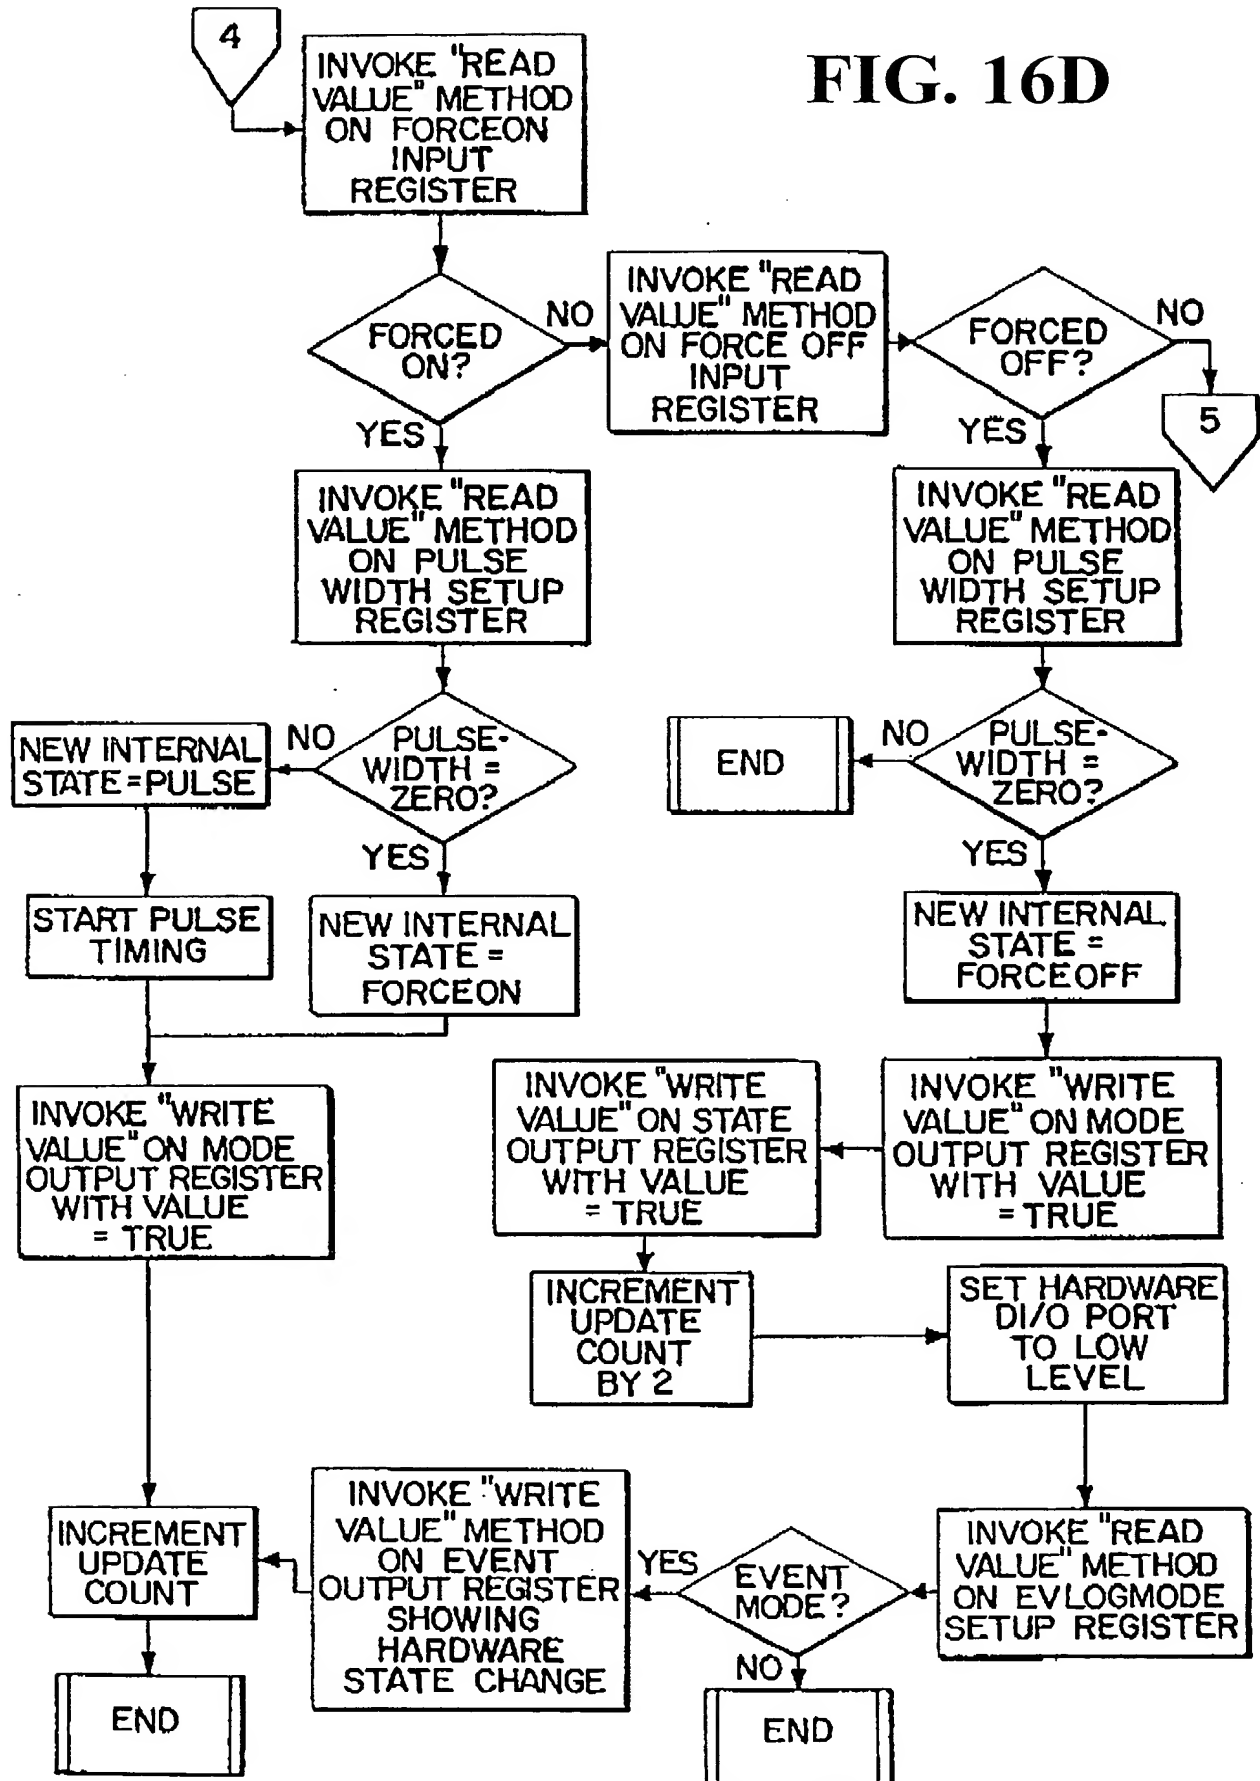 4
FIG. 16D
INVOKE "READ
VALUE" METHOD
ON FORCEON
INPUT
REGISTER
FORCED
ON?
NO
INVOKE "READ
VALUE" METHOD
ON FORCE OFF
INPUT
REGISTER
FORCED
OFF?
NO
5
YES
YES
INVOKE "READ
VALUE" METHOD
ON PULSE
WIDTH SETUP
REGISTER
INVOKE "READ
VALUE" METHOD
ON PULSE
WIDTH SETUP
REGISTER
NEW INTERNAL
STATE=PULSE
NO
PULSE-
WIDTH =
ZERO?
END
NO
PULSE-
WIDTH =
ZERO?
YES
YES
START PULSE
TIMING
NEW INTERNAL
STATE =
FORCEON
NEW INTERNAL
STATE =
FORCEOFF
INVOKE "WRITE
VALUE" ON MODE
OUTPUT REGISTER
WITH VALUE
= TRUE
INVOKE "WRITE
VALUE" ON STATE
OUTPUT REGISTER
WITH VALUE
= TRUE
INVOKE "WRITE
VALUE" ON MODE
OUTPUT REGISTER
WITH VALUE
= TRUE
INCREMENT
UPDATE
COUNT
BY 2
SET HARDWARE
DI/O PORT
TO LOW
LEVEL
INCREMENT
UPDATE
COUNT
INVOKE "WRITE
VALUE" METHOD
ON EVENT
OUTPUT REGISTER
SHOWING
HARDWARE
STATE CHANGE
YES
EVENT
MODE?
INVOKE "READ
VALUE" METHOD
ON EVLOGMODE
SETUP REGISTER
NO
END
END